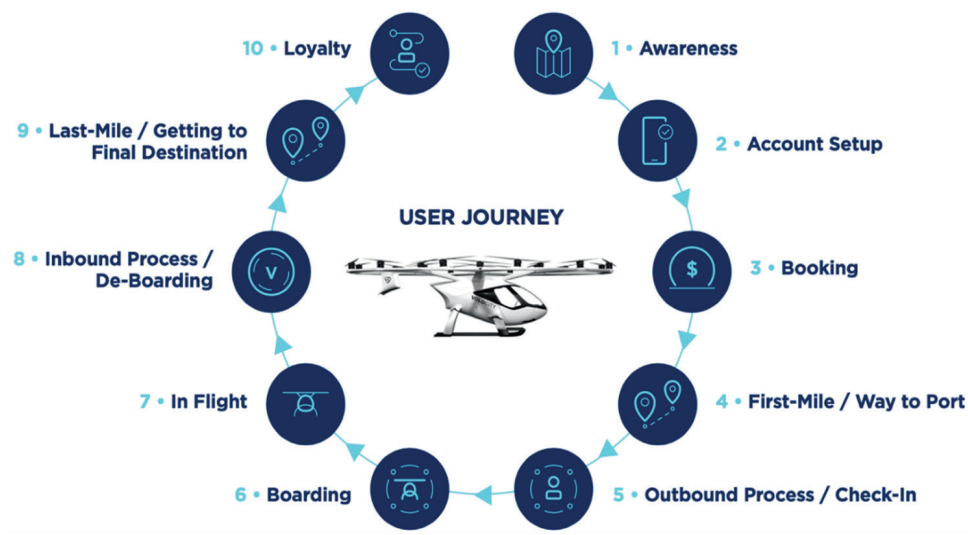 10 • Loyalty
1 • Awareness
9 • Last-Mile / Getting to
Final Destination
2 • Account Setup
USER JOURNEY
8 • Inbound Process /
De-Boarding
V
$
3 • Booking
7 • In Flight
4 • First-Mile / Way to Port
6 • Boarding
5 • Outbound Process / Check-In